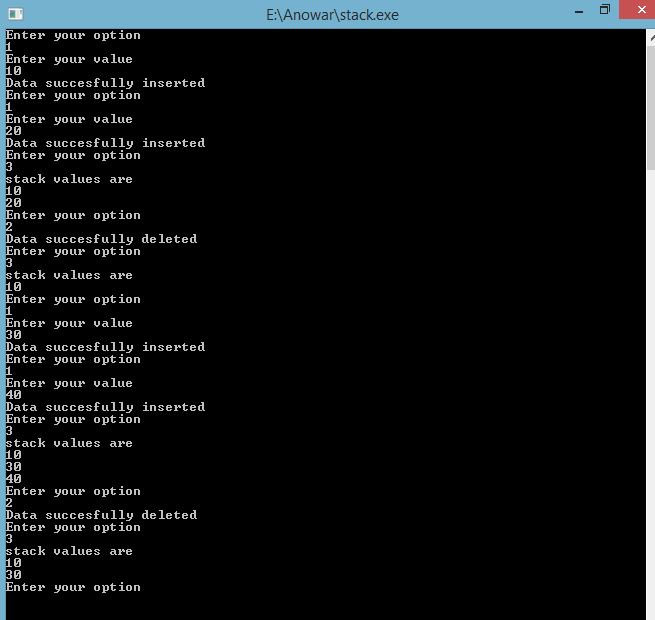 E:\Anowar\stack.exe
Enter your option
1
Enter your value
10
Data succesfully inserted
Enter your option
1
Enter your value
20
Data succesfully inserted
Enter your option
3
stack values are
10
20
Enter your option
2
Data succesfully deleted
Enter your option
3
stack values are
10
Enter your option
1
Enter your value
30
Data succesfully inserted
Enter your option
1
Enter your value
40
Data succesfully inserted
Enter your option
3
stack values are
10
30
40
Enter your option
2
Data succesfully deleted
Enter your option
3
stack values are
10
30
Enter your option